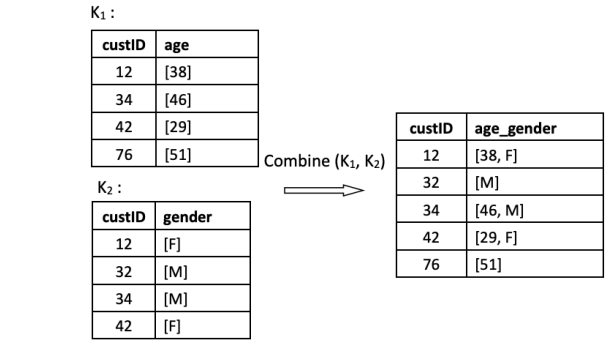 K₁ :
custID age
12 [38]
34 [46]
42 [29]
76 [51]
K₂ :
custID gender
12 [F]
32 [M]
34 [M]
42 [F]
Combine (K₁, K₂)
custID age_gender
12 [38, F]
32 [M]
34 [46, M]
42 [29, F]
76 [51]